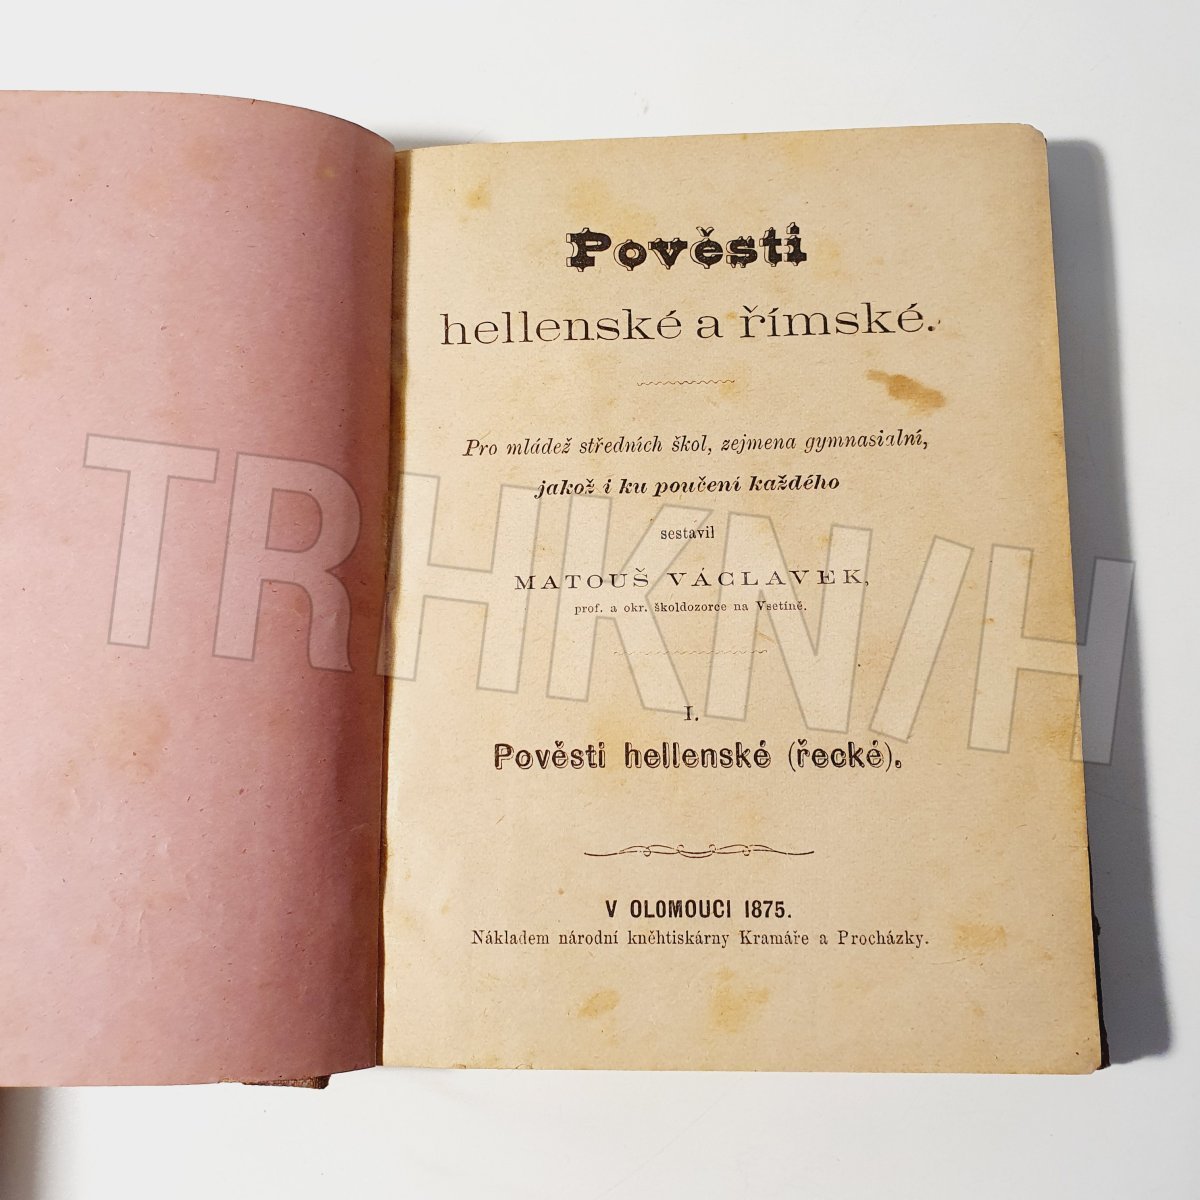 Pověsti
hellenské a římské.
Pro mládež středních škol, zejmena gymnasialní,
jakož i ku poučení každého
sestavil
MATOUŠ VÁCLAVEK,
prof. a okr. školdozorce na Vsetíně.
I.
Pověsti hellenské (řecké).
V OLOMOUCI 1875.
Nákladem národní kněhtiskárny Kramáře a Procházky.
TRHKN/H